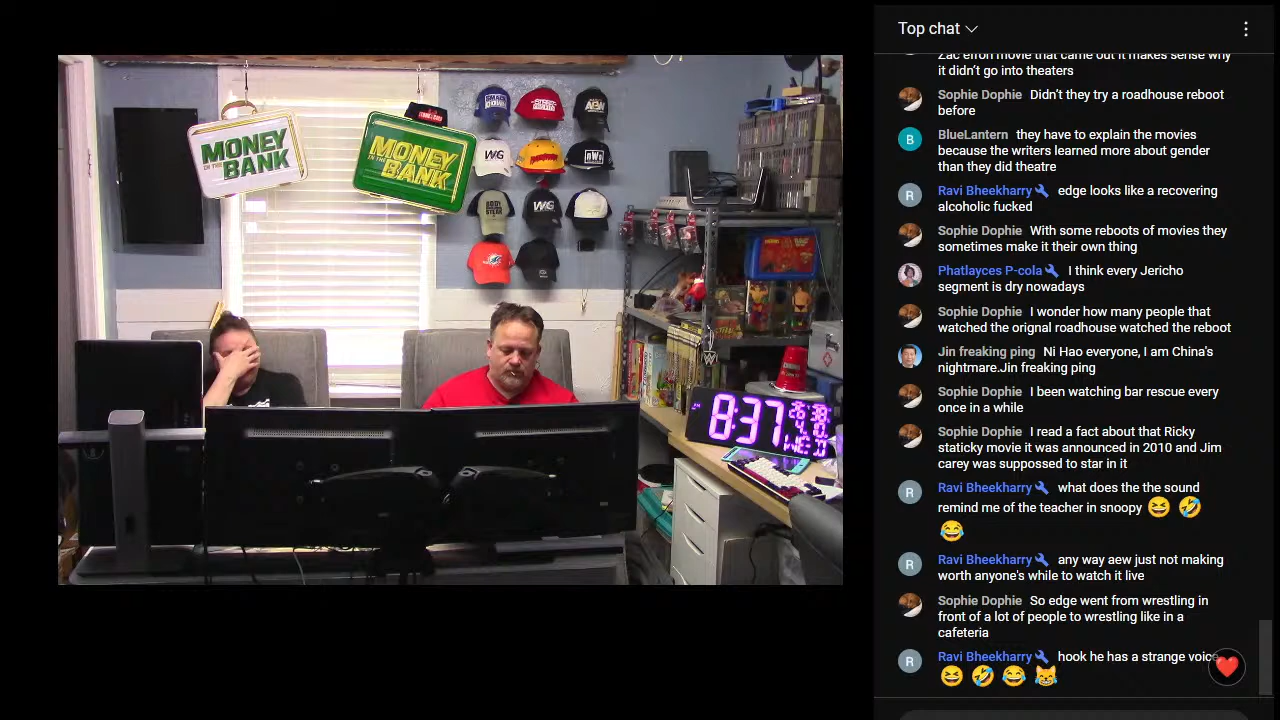 Top chat
Zac efron movie that came out it makes sense why
it didn't go into theaters
Sophie Dophie Didn't they try a roadhouse reboot
before
B
BlueLantern they have to explain the movies
because the writers learned more about gender
than they did theatre
R
Ravi Bheekharry edge looks like a recovering
alcoholic fucked
Sophie Dophie With some reboots of movies they
sometimes make it their own thing
Phatlayces P-cola I think every Jericho
segment is dry nowadays
Sophie Dophie I wonder how many people that
watched the orignal roadhouse watched the reboot
Jin freaking ping Ni Hao everyone, I am China's
nightmare.Jin freaking ping
Sophie Dophie I been watching bar rescue every
once in a while
Sophie Dophie I read a fact about that Ricky
staticky movie it was announced in 2010 and Jim
carey was suppossed to star in it
R
Ravi Bheekharry what does the the sound
remind me of the teacher in snoopy 😆 🤣
😂
R
Ravi Bheekharry any way aew just not making
worth anyone's while to watch it live
Sophie Dophie So edge went from wrestling in
front of a lot of people to wrestling like in a
cafeteria
R
Ravi Bheekharry hook he has a strange voice
😆 🤣 😂 😹
MONEY
IN THE BANK
MONEY
IN THE BANK
AEW
WG
nWo
WG
8:37